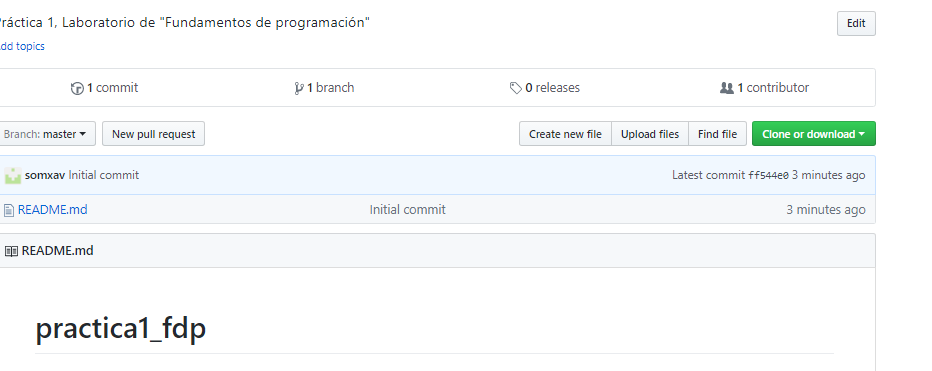 ráctica 1, Laboratorio de "Fundamentos de programación"
Edit
dd topics
1 commit
1 branch
0 releases
1 contributor
Branch: master
New pull request
Create new file
Upload files
Find file
Clone or download
somxav Initial commit
Latest commit ff544e0 3 minutes ago
README.md
Initial commit
3 minutes ago
README.md
practica1_fdp